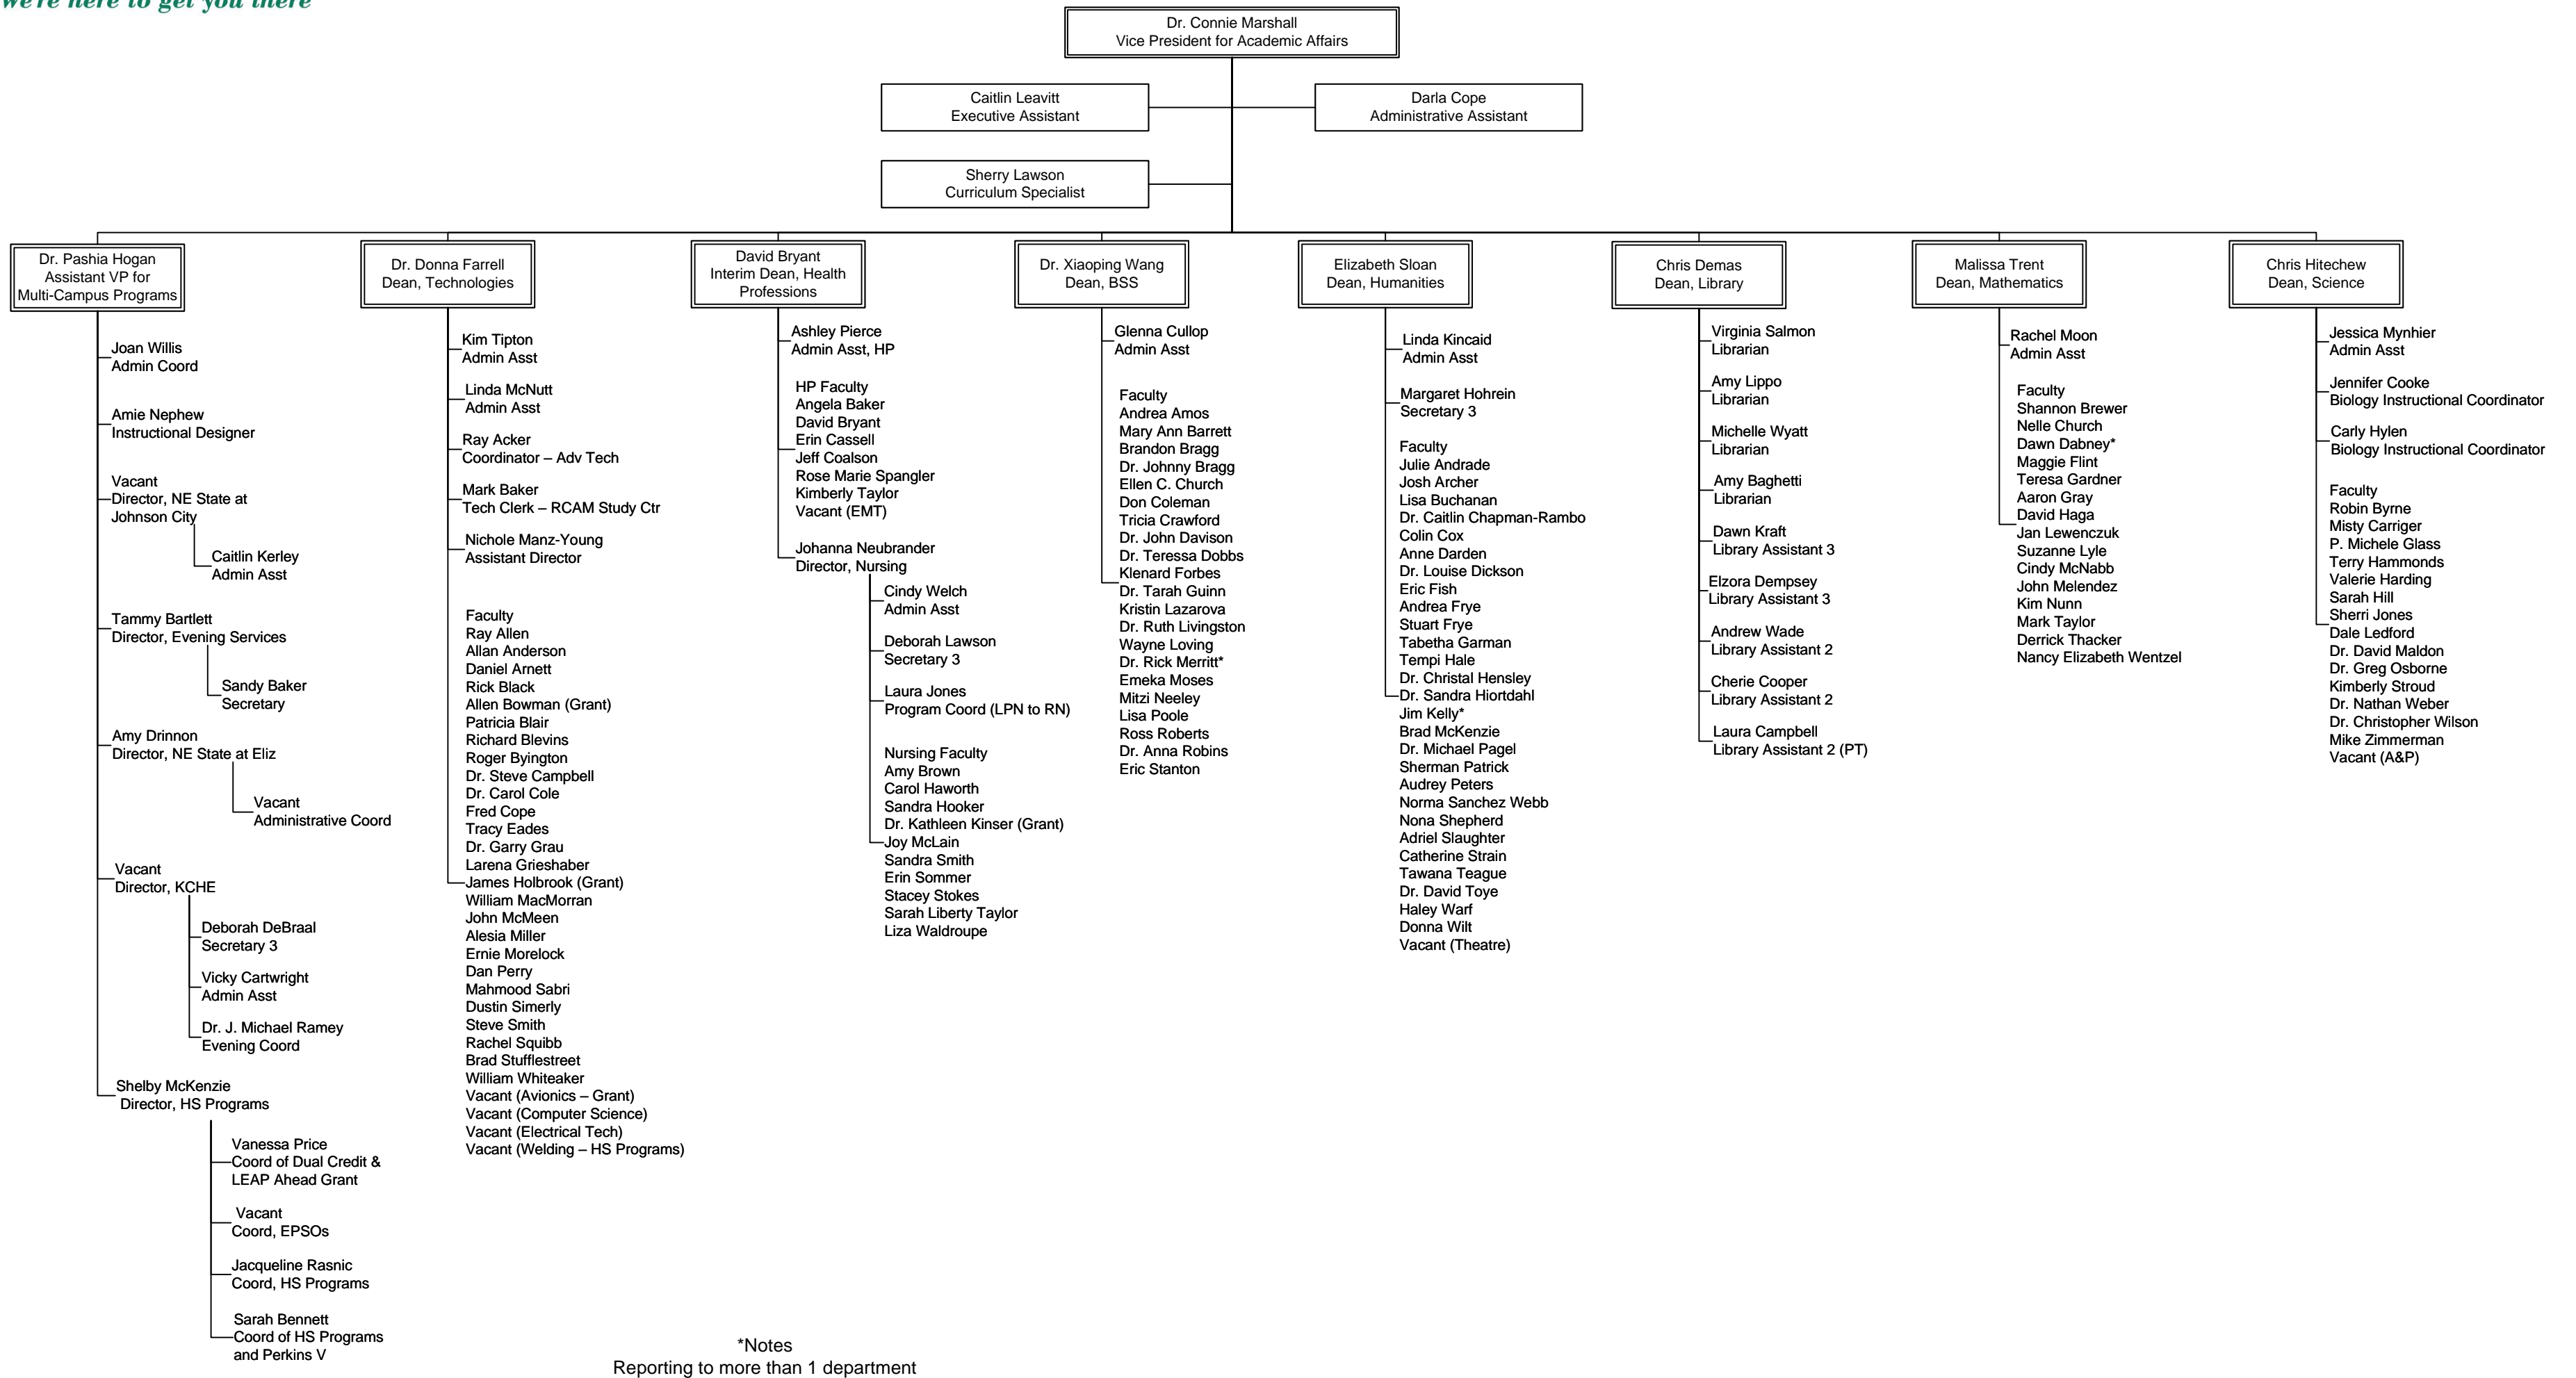 we're here to get you there
Dr. Connie Marshall
Vice President for Academic Affairs
Caitlin Leavitt
Executive Assistant
Darla Cope
Administrative Assistant
Sherry Lawson
Curriculum Specialist
Dr. Pashia Hogan
Assistant VP for
Multi-Campus Programs
Joan Willis
Admin Coord
Amie Nephew
Instructional Designer
Vacant
Director, NE State at
Johnson City
Caitlin Kerley
Admin Asst
Tammy Bartlett
Director, Evening Services
Sandy Baker
Secretary
Amy Drinnon
Director, NE State at Eliz
Vacant
Administrative Coord
Vacant
Director, KCHE
Deborah DeBraal
Secretary 3
Vicky Cartwright
Admin Asst
Dr. J. Michael Ramey
Evening Coord
Shelby McKenzie
Director, HS Programs
Vanessa Price
Coord of Dual Credit &
LEAP Ahead Grant
Vacant
Coord, EPSOs
Jacqueline Rasnic
Coord, HS Programs
Sarah Bennett
Coord of HS Programs
and Perkins V
Dr. Donna Farrell
Dean, Technologies
Kim Tipton
Admin Asst
Linda McNutt
Admin Asst
Ray Acker
Coordinator – Adv Tech
Mark Baker
Tech Clerk – RCAM Study Ctr
Nichole Manz-Young
Assistant Director
Faculty
Ray Allen
Allan Anderson
Daniel Arnett
Rick Black
Allen Bowman (Grant)
Patricia Blair
Richard Blevins
Roger Byington
Dr. Steve Campbell
Dr. Carol Cole
Fred Cope
Tracy Eades
Dr. Garry Grau
Larena Grieshaber
James Holbrook (Grant)
William MacMorran
John McMeen
Alesia Miller
Ernie Morelock
Dan Perry
Mahmood Sabri
Dustin Simerly
Steve Smith
Rachel Squibb
Brad Stufflestreet
William Whiteaker
Vacant (Avionics – Grant)
Vacant (Computer Science)
Vacant (Electrical Tech)
Vacant (Welding – HS Programs)
David Bryant
Interim Dean, Health
Professions
Ashley Pierce
Admin Asst, HP
HP Faculty
Angela Baker
David Bryant
Erin Cassell
Jeff Coalson
Rose Marie Spangler
Kimberly Taylor
Vacant (EMT)
Johanna Neubrander
Director, Nursing
Cindy Welch
Admin Asst
Deborah Lawson
Secretary 3
Laura Jones
Program Coord (LPN to RN)
Nursing Faculty
Amy Brown
Carol Haworth
Sandra Hooker
Dr. Kathleen Kinser (Grant)
Joy McLain
Sandra Smith
Erin Sommer
Stacey Stokes
Sarah Liberty Taylor
Liza Waldroupe
Dr. Xiaoping Wang
Dean, BSS
Glenna Cullop
Admin Asst
Faculty
Andrea Amos
Mary Ann Barrett
Brandon Bragg
Dr. Johnny Bragg
Ellen C. Church
Don Coleman
Tricia Crawford
Dr. John Davison
Dr. Teressa Dobbs
Klenard Forbes
Dr. Tarah Guinn
Kristin Lazarova
Dr. Ruth Livingston
Wayne Loving
Dr. Rick Merritt*
Emeka Moses
Mitzi Neeley
Lisa Poole
Ross Roberts
Dr. Anna Robins
Eric Stanton
Elizabeth Sloan
Dean, Humanities
Linda Kincaid
Admin Asst
Margaret Hohrein
Secretary 3
Faculty
Julie Andrade
Josh Archer
Lisa Buchanan
Dr. Caitlin Chapman-Rambo
Colin Cox
Anne Darden
Dr. Louise Dickson
Eric Fish
Andrea Frye
Stuart Frye
Tabetha Garman
Tempi Hale
Dr. Christal Hensley
Dr. Sandra Hiortdahl
Jim Kelly*
Brad McKenzie
Dr. Michael Pagel
Sherman Patrick
Audrey Peters
Norma Sanchez Webb
Nona Shepherd
Adriel Slaughter
Catherine Strain
Tawana Teague
Dr. David Toye
Haley Warf
Donna Wilt
Vacant (Theatre)
Chris Demas
Dean, Library
Virginia Salmon
Librarian
Amy Lippo
Librarian
Michelle Wyatt
Librarian
Amy Baghetti
Librarian
Dawn Kraft
Library Assistant 3
Elzora Dempsey
Library Assistant 3
Andrew Wade
Library Assistant 2
Cherie Cooper
Library Assistant 2
Laura Campbell
Library Assistant 2 (PT)
Malissa Trent
Dean, Mathematics
Rachel Moon
Admin Asst
Faculty
Shannon Brewer
Nelle Church
Dawn Dabney*
Maggie Flint
Teresa Gardner
Aaron Gray
David Haga
Jan Lewenczuk
Suzanne Lyle
Cindy McNabb
John Melendez
Kim Nunn
Mark Taylor
Derrick Thacker
Nancy Elizabeth Wentzel
Chris Hitechew
Dean, Science
Jessica Mynhier
Admin Asst
Jennifer Cooke
Biology Instructional Coordinator
Carly Hylen
Biology Instructional Coordinator
Faculty
Robin Byrne
Misty Carriger
P. Michele Glass
Terry Hammonds
Valerie Harding
Sarah Hill
Sherri Jones
Dale Ledford
Dr. David Maldon
Dr. Greg Osborne
Kimberly Stroud
Dr. Nathan Weber
Dr. Christopher Wilson
Mike Zimmerman
Vacant (A&P)
*Notes
Reporting to more than 1 department